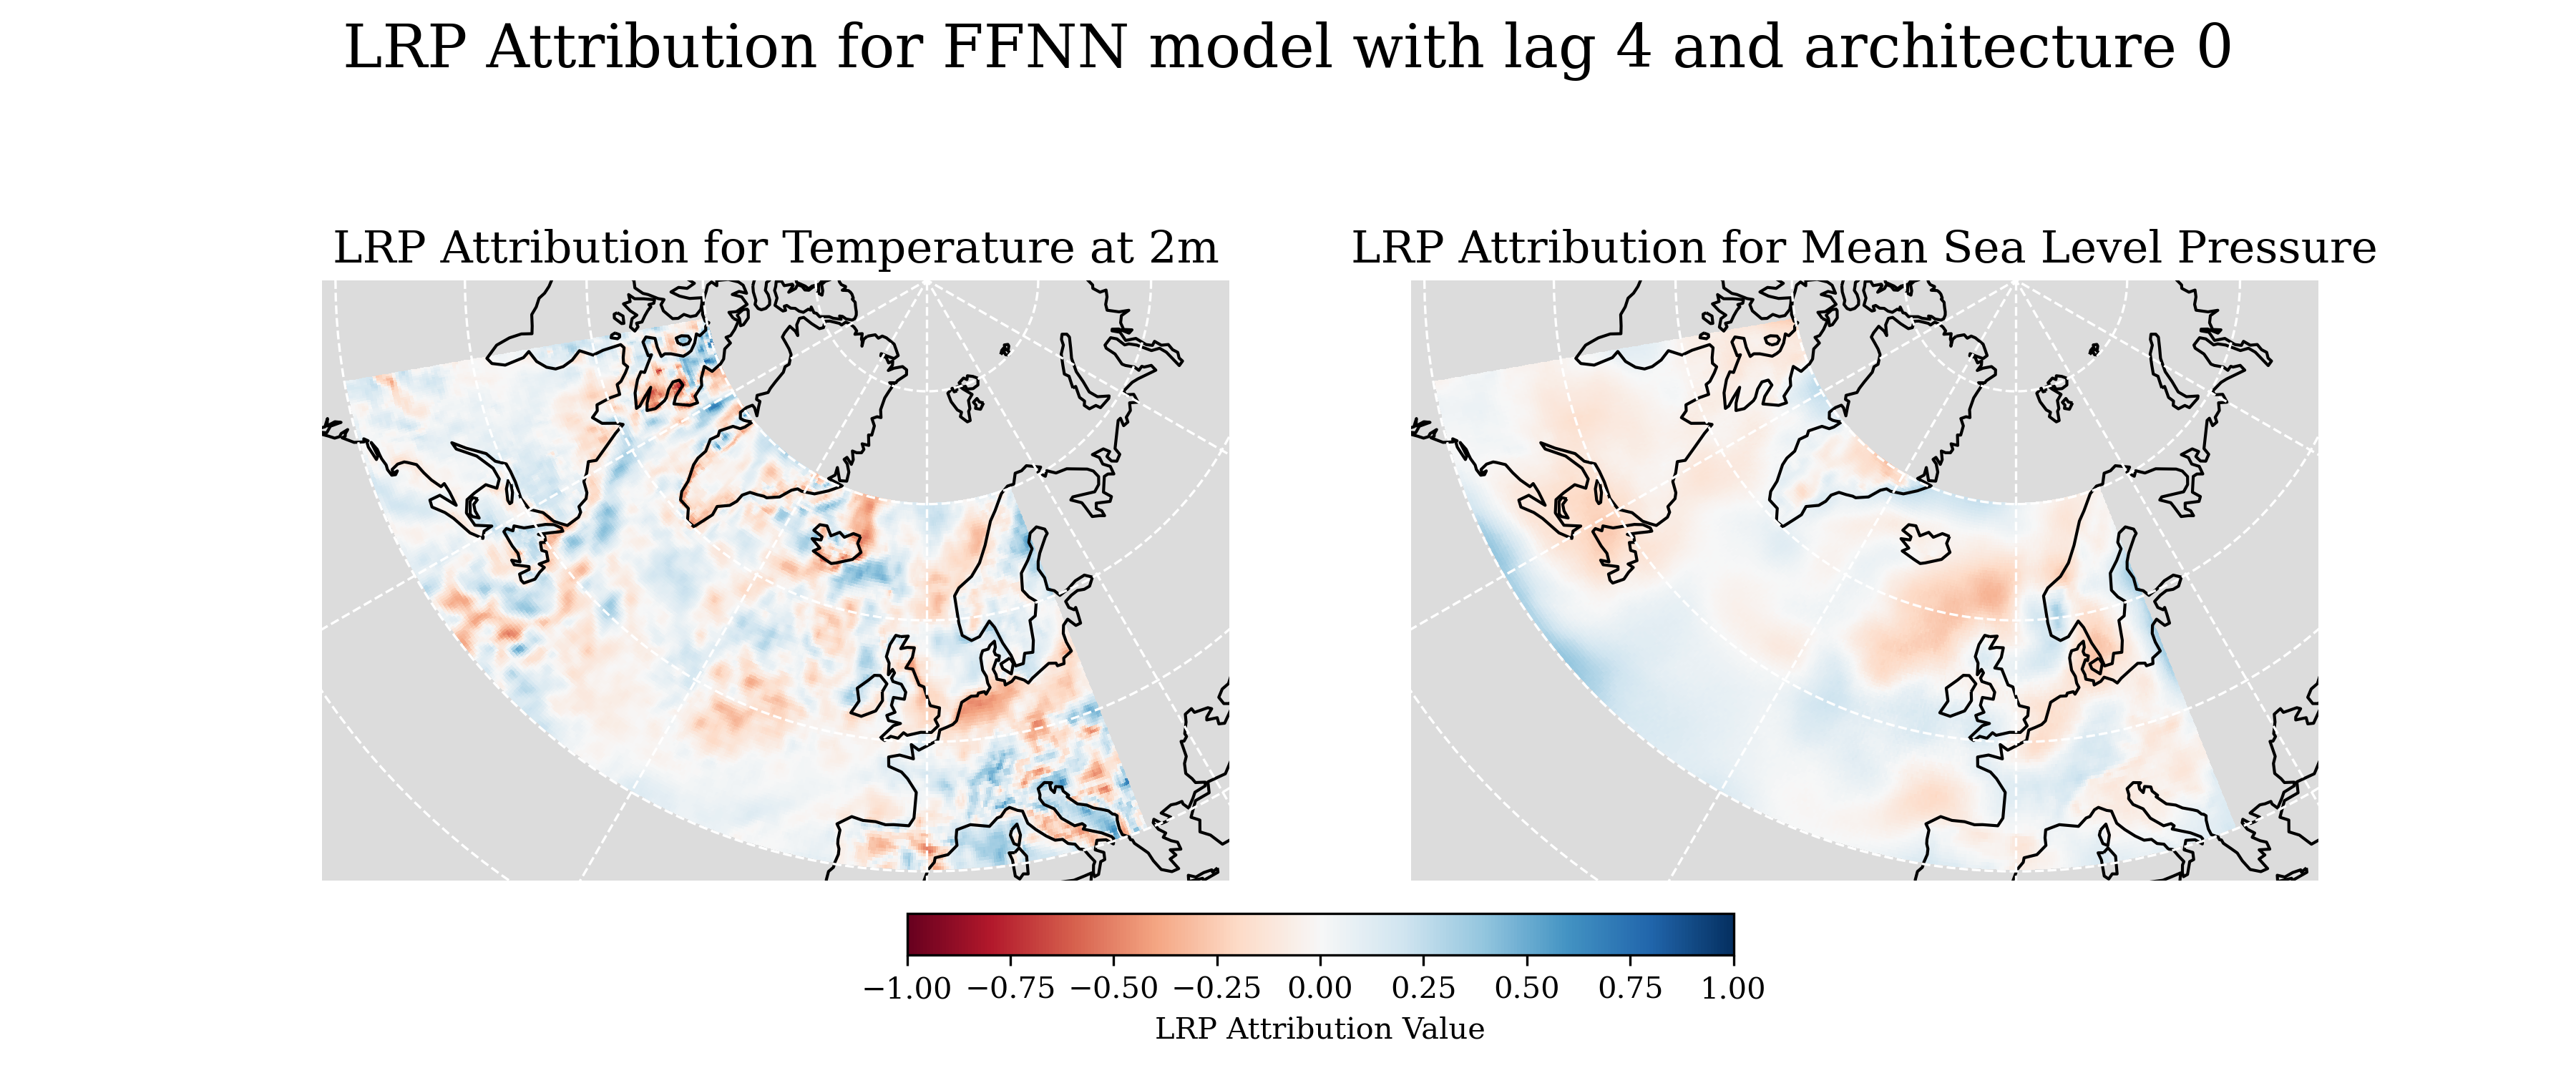 LRP Attribution for FFNN model with lag 4 and architecture 0
LRP Attribution for Temperature at 2m
LRP Attribution for Mean Sea Level Pressure
−1.00 −0.75 −0.50 −0.25 0.00 0.25 0.50 0.75 1.00
LRP Attribution Value